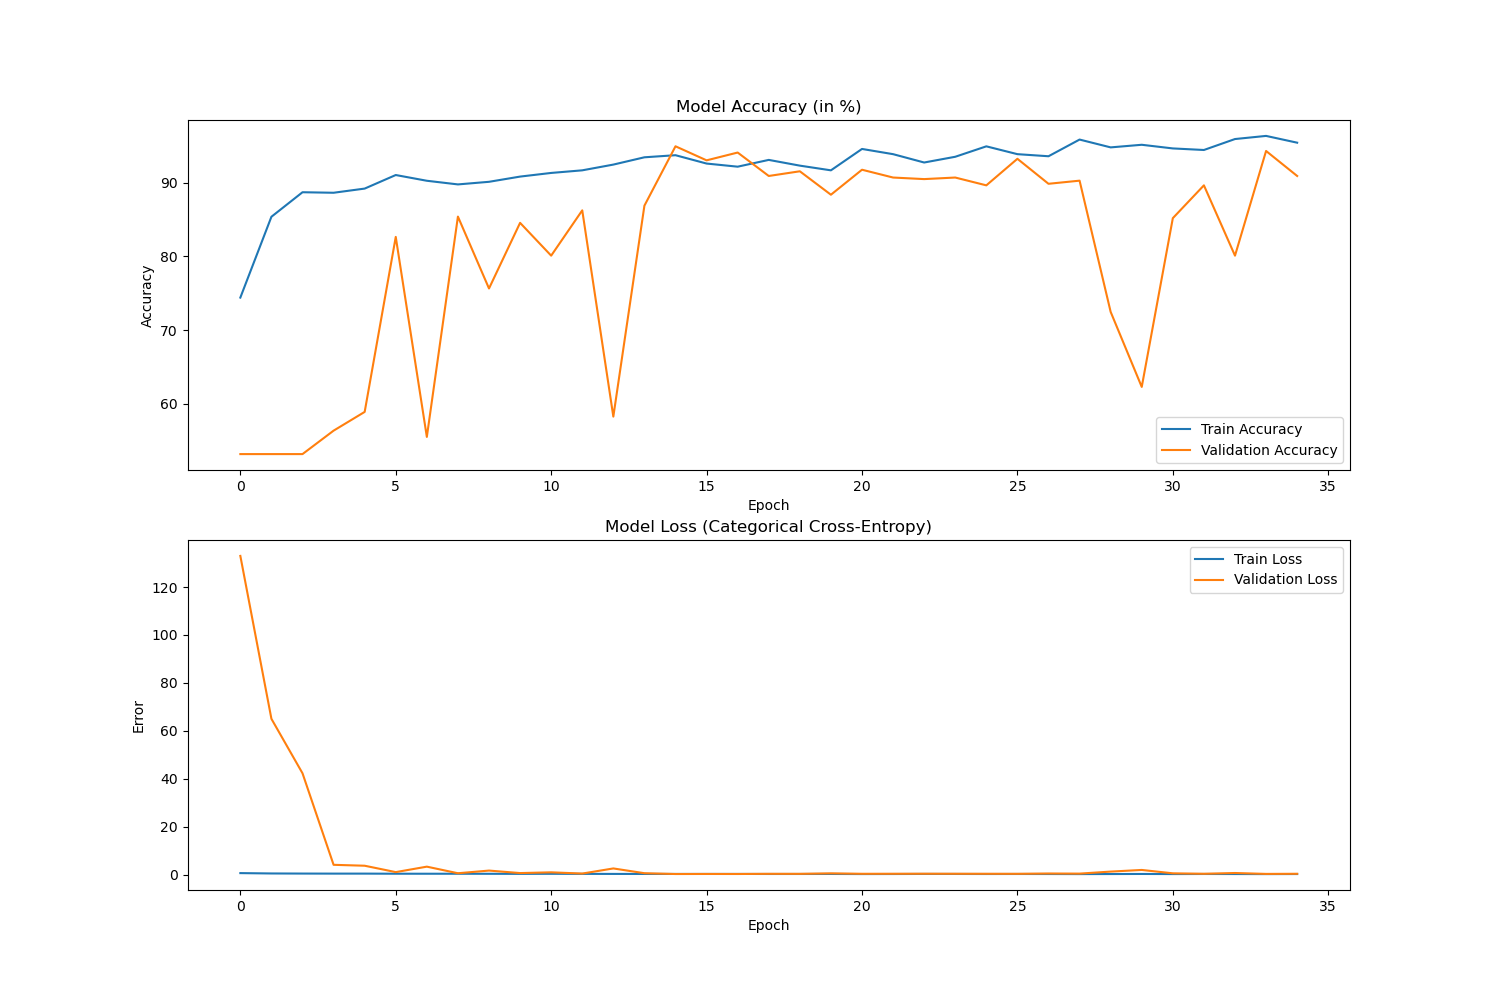 Model Accuracy (in %)
Accuracy
90
80
70
60
Train Accuracy
Validation Accuracy
0 5 10 15 20 25 30 35
Epoch
Model Loss (Categorical Cross-Entropy)
Error
120
100
80
60
40
20
0
Train Loss
Validation Loss
0 5 10 15 20 25 30 35
Epoch